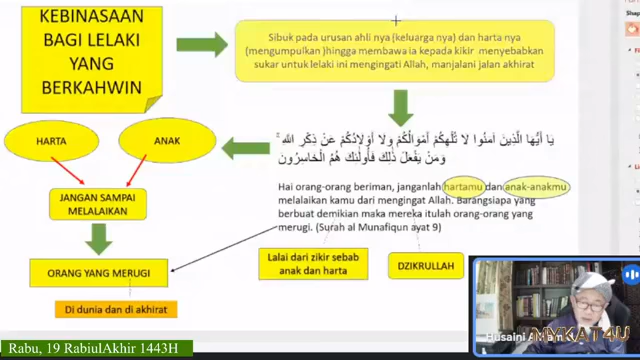 KEBINASAAN
BAGI LELAKI
YANG
BERKAHWIN
Sibuk pada urusan ahli nya (keluarga nya) dan harta nya
(mengumpulkan )hingga membawa ia kepada kikir menyebabkan
sukar untuk lelaki ini mengingati Allah, manjalani jalan akhirat
HARTA
ANAK
يَا أَيُّهَا الَّذِينَ آمَنُوا لَا تُلْهِكُمْ أَمْوَالُكُمْ وَلَا أَوْلَادُكُمْ عَنْ ذِكْرِ اللَّهِ ۚ
وَمَنْ يَفْعَلْ ذَٰلِكَ فَأُولَٰئِكَ هُمُ الْخَاسِرُونَ
JANGAN SAMPAI
MELALAIKAN
Hai orang-orang beriman, janganlah hartamu dan anak-anakmu
melalaikan kamu dari mengingat Allah. Barangsiapa yang
berbuat demikian maka mereka itulah orang-orang yang
merugi. (Surah al Munafiqun ayat 9)
ORANG YANG MERUGI
Lalai dari zikir sebab
anak dan harta
DZIKRULLAH
Di dunia dan di akhirat
Rabu, 19 RabiulAkhir 1443H
Husaini
MYKAT4U